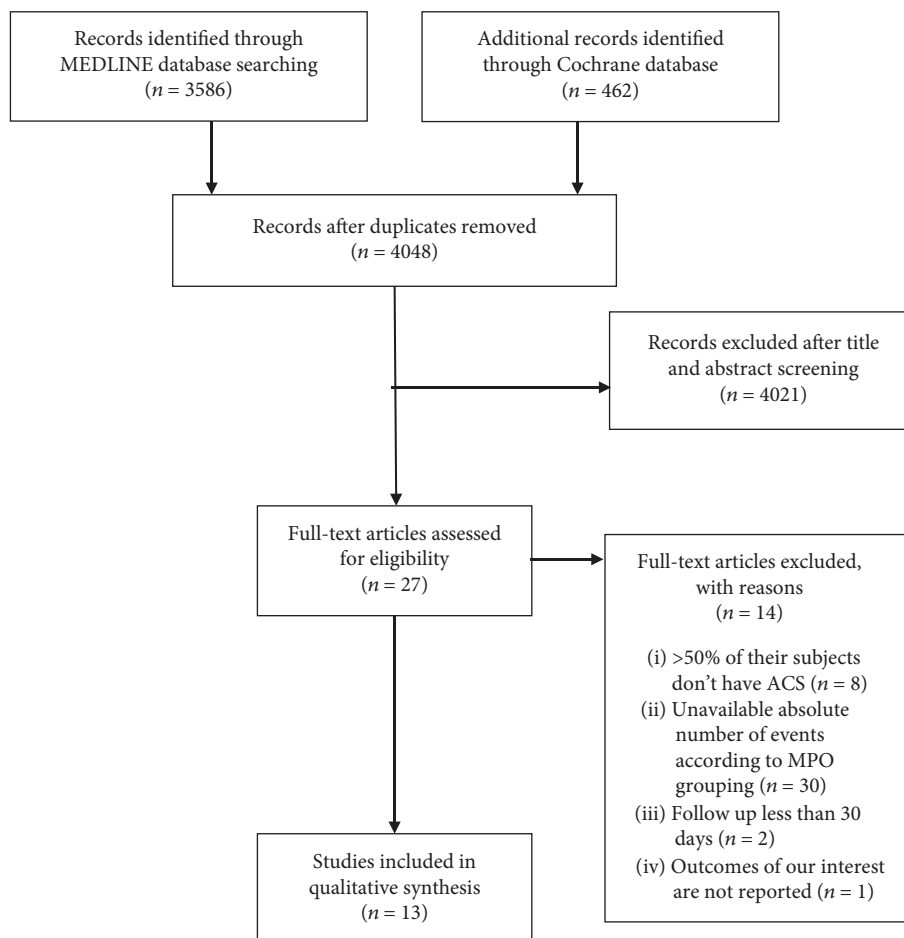 Records identified through
MEDLINE database searching
(n = 3586)
Additional records identified
through Cochrane database
(n = 462)
Records after duplicates removed
(n = 4048)
Records excluded after title
and abstract screening
(n = 4021)
Full-text articles assessed
for eligibility
(n = 27)
Full-text articles excluded,
with reasons
(n = 14)
(i) >50% of their subjects
don't have ACS (n = 8)
(ii) Unavailable absolute
number of events
according to MPO
grouping (n = 30)
(iii) Follow up less than 30
days (n = 2)
(iv) Outcomes of our interest
are not reported (n = 1)
Studies included in
qualitative synthesis
(n = 13)